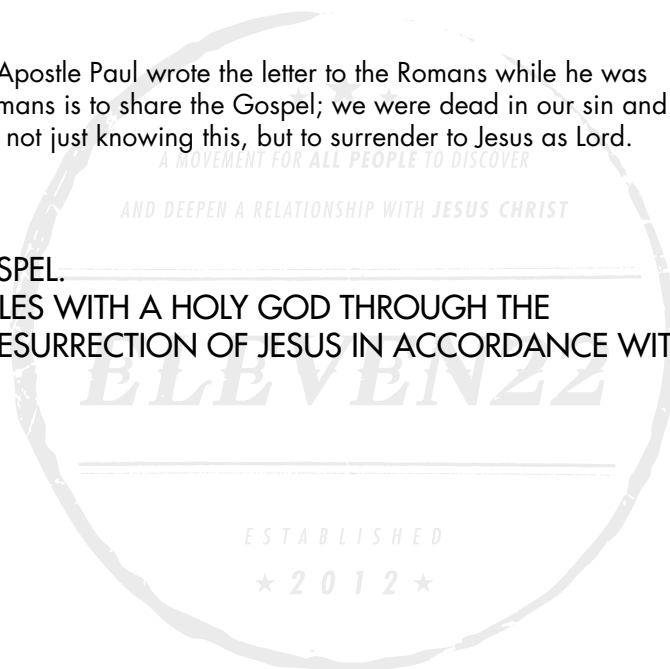 Apostle Paul wrote the letter to the Romans while he was
mans is to share the Gospel; we were dead in our sin and
not just knowing this, but to surrender to Jesus as Lord.
A MOVEMENT FOR ALL PEOPLE TO DISCOVER
AND DEEPEN A RELATIONSHIP WITH JESUS CHRIST
SPEL.
LES WITH A HOLY GOD THROUGH THE
ESURRECTION OF JESUS IN ACCORDANCE WIT
ELEVEN22
ESTABLISHED
★ 2012 ★